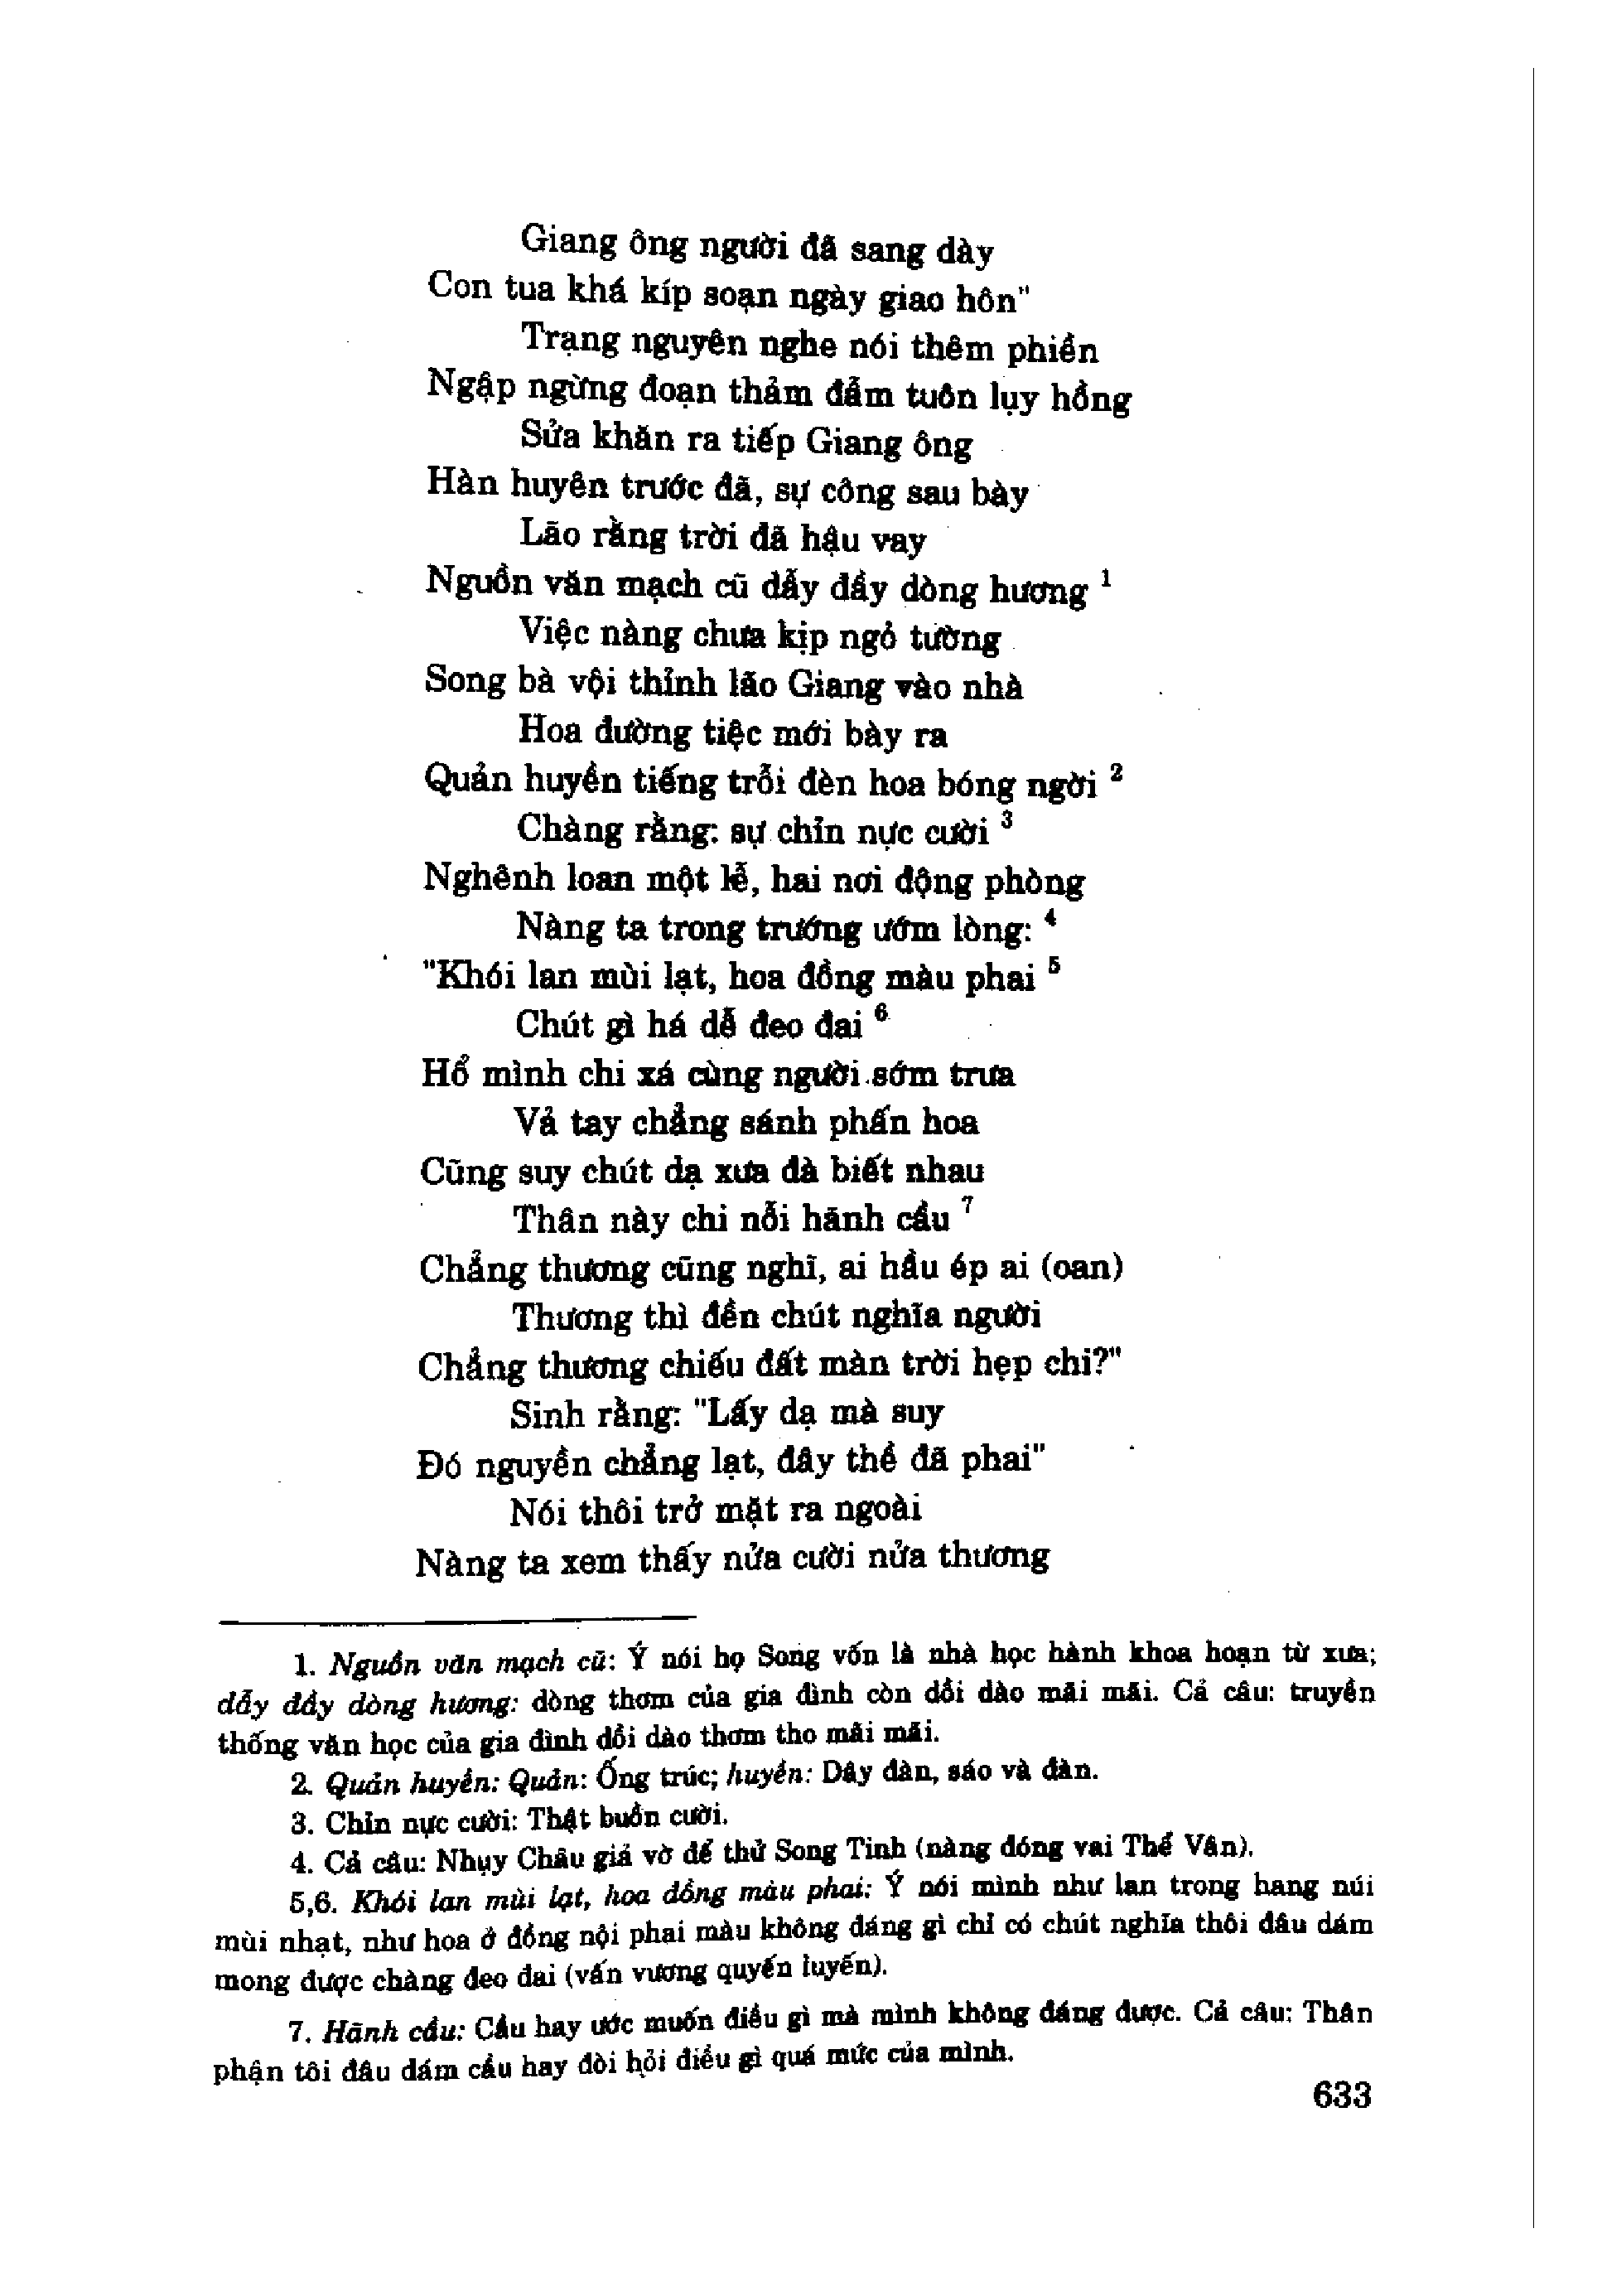 Giang ông người đã sang dày
Con tua khá kíp soạn ngày giao hôn"
Trạng nguyên nghe nói thêm phiền
Ngập ngừng đoạn thảm đẫm tuôn lụy hồng
Sửa khăn ra tiếp Giang ông
Hàn huyên trước đã, sự công sau bày
Lão rằng trời đã hậu vay
Nguồn văn mạch cũ dẫy đầy dòng hương 1
Việc nàng chưa kịp ngỏ tường
Song bà vội thỉnh lão Giang vào nhà
Hoa đường tiệc mới bày ra
Quản huyền tiếng trỗi đèn hoa bóng ngời 2
Chàng rằng: sự chỉn nực cười 3
Nghênh loan một lễ, hai nơi động phòng
Nàng ta trong trướng ướm lòng: 4
"Khói lan mùi lạt, hoa đồng màu phai 5
Chút gì há dễ đeo đai 6
Hổ mình chi xá cùng người sớm trưa
Vả tay chẳng sánh phấn hoa
Cũng suy chút dạ xưa đà biết nhau
Thân này chi nỗi hãnh cầu 7
Chẳng thương cũng nghĩ, ai hầu ép ai (oan)
Thương thì đền chút nghĩa người
Chẳng thương chiếu đất màn trời hẹp chi?"
Sinh rằng: "Lấy dạ mà suy
Đó nguyền chẳng lạt, đây thề đã phai"
Nói thôi trở mặt ra ngoài
Nàng ta xem thấy nửa cười nửa thương
1. Nguồn văn mạch cũ: Ý nói họ Song vốn là nhà học hành khoa hoạn từ xưa;
dẫy đầy dòng hương: dòng thơm của gia đình còn dồi dào mãi mãi. Cả câu: truyền
thống văn học của gia đình dồi dào thơm tho mãi mãi.
2. Quản huyền: Quản: Ống trúc; huyền: Dây đàn, sáo và đàn.
3. Chỉn nực cười: Thật buồn cười.
4. Cả câu: Nhụy Châu giả vờ để thử Song Tinh (nàng đóng vai Thể Vân).
5,6. Khói lan mùi lạt, hoa đồng màu phai: Ý nói mình như lan trong hang núi
mùi nhạt, như hoa ở đồng nội phai màu không đáng gì chỉ có chút nghĩa thôi đâu dám
mong được chàng đeo đai (vấn vương quyến luyến).
7. Hãnh cầu: Cầu hay ước muốn điều gì mà mình không đáng được. Cả câu: Thân
phận tôi đâu dám cầu hay đòi hỏi điều gì quá mức của mình.
633